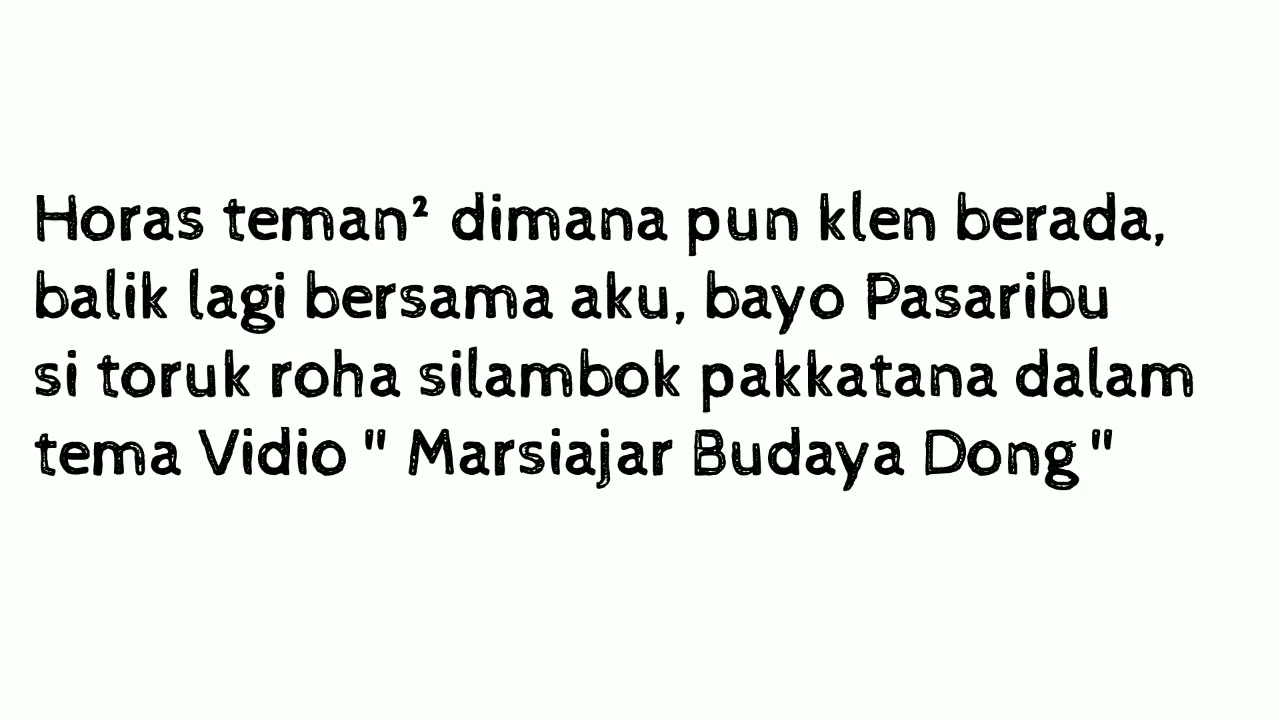 Horas teman² dimana pun klen berada,
balik lagi bersama aku, bayo Pasaribu
si toruk roha silambok pakkatana dalam
tema Vidio " Marsiajar Budaya Dong "